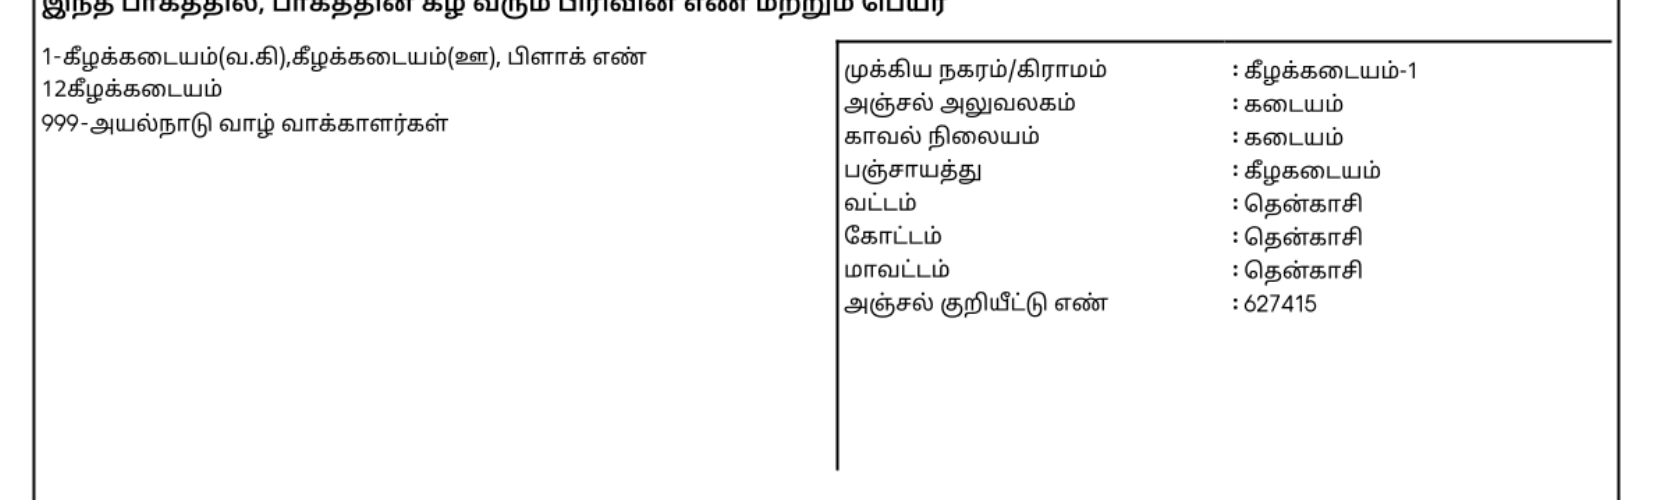 இந்த பாகத்தில், பாகத்தின் கீழ் வரும் பிரிவின் எண் மற்றும் பெயர்
1-கீழக்கடையம்(வ.கி),கீழக்கடையம்(ஊ), பிளாக் எண்
12கீழக்கடையம்
999-அயல்நாடு வாழ் வாக்காளர்கள்
முக்கிய நகரம்/கிராமம் : கீழக்கடையம்-1
அஞ்சல் அலுவலகம் : கடையம்
காவல் நிலையம் : கடையம்
பஞ்சாயத்து : கீழகடையம்
வட்டம் : தென்காசி
கோட்டம் : தென்காசி
மாவட்டம் : தென்காசி
அஞ்சல் குறியீட்டு எண் : 627415